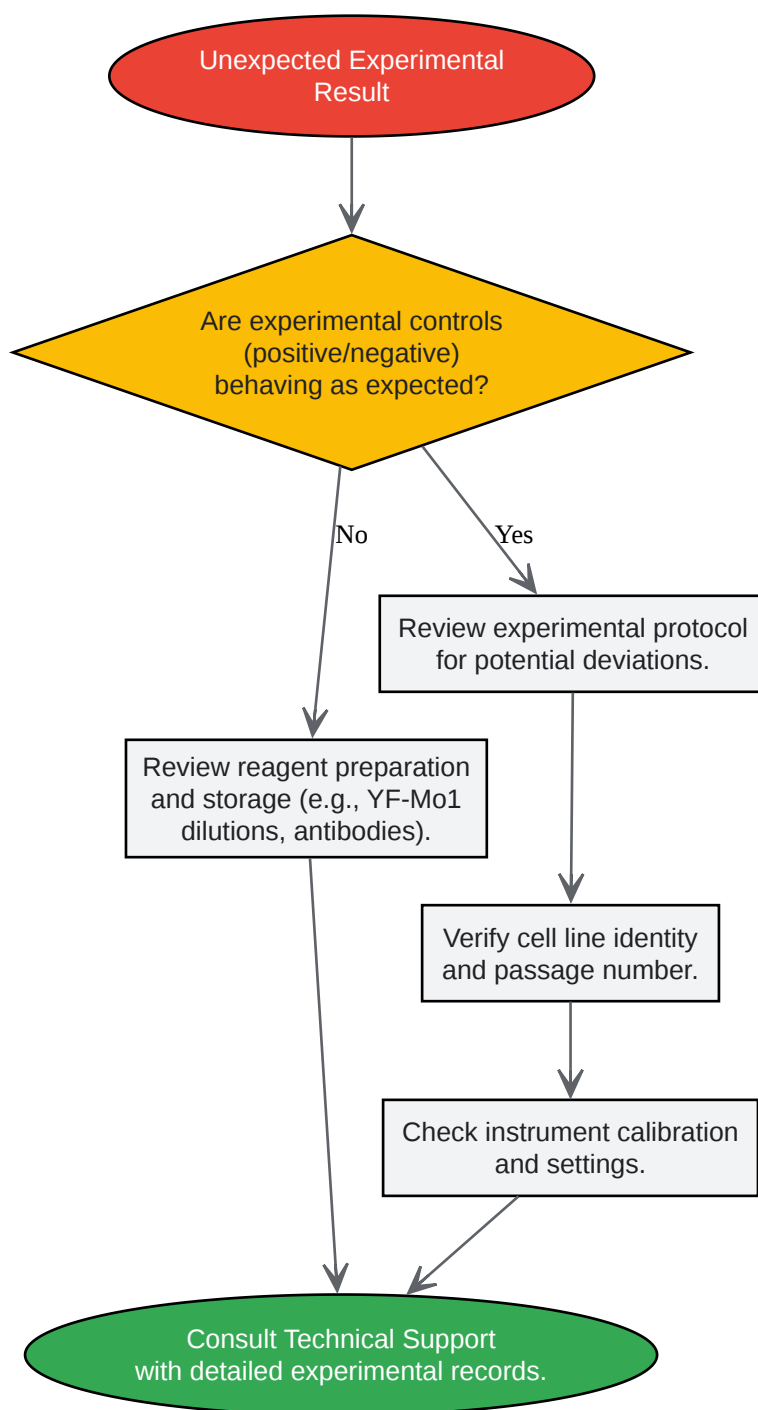 Unexpected Experimental
Result
Are experimental controls
(positive/negative)
behaving as expected?
No
Yes
Review experimental protocol
for potential deviations.
Review reagent preparation
and storage (e.g., YF-Mo1
dilutions, antibodies).
Verify cell line identity
and passage number.
Check instrument calibration
and settings.
Consult Technical Support
with detailed experimental records.